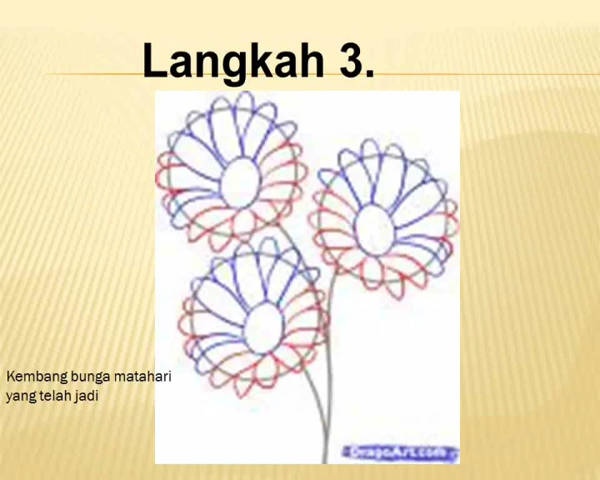 Langkah 3.
Kembang bunga matahari
yang telah jadi
DragoArt.com